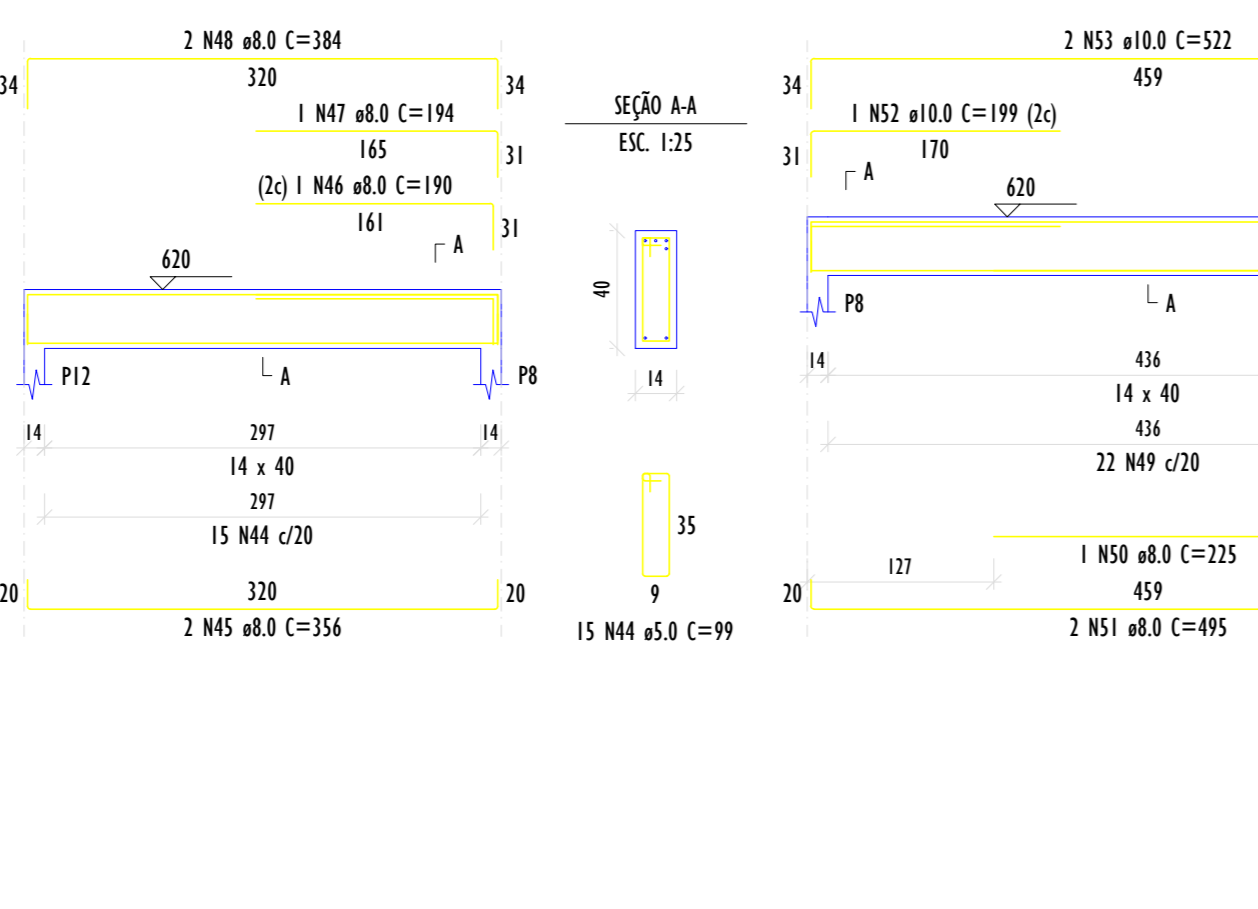 2 N48 ø8.0 C=384
34
320
34
1 N47 ø8.0 C=194
165
31
(2c) 1 N46 ø8.0 C=190
161
31
A
620
P12
A
P8
14
297
14
14 x 40
297
15 N44 c/20
20
320
20
2 N45 ø8.0 C=356
SEÇÃO A-A
ESC. 1:25
40
14
35
9
15 N44 ø5.0 C=99
2 N53 ø10.0 C=522
34
459
1 N52 ø10.0 C=199 (2c)
31
170
A
620
P8
A
14
436
14 x 40
436
22 N49 c/20
1 N50 ø8.0 C=225
127
20
459
2 N51 ø8.0 C=495